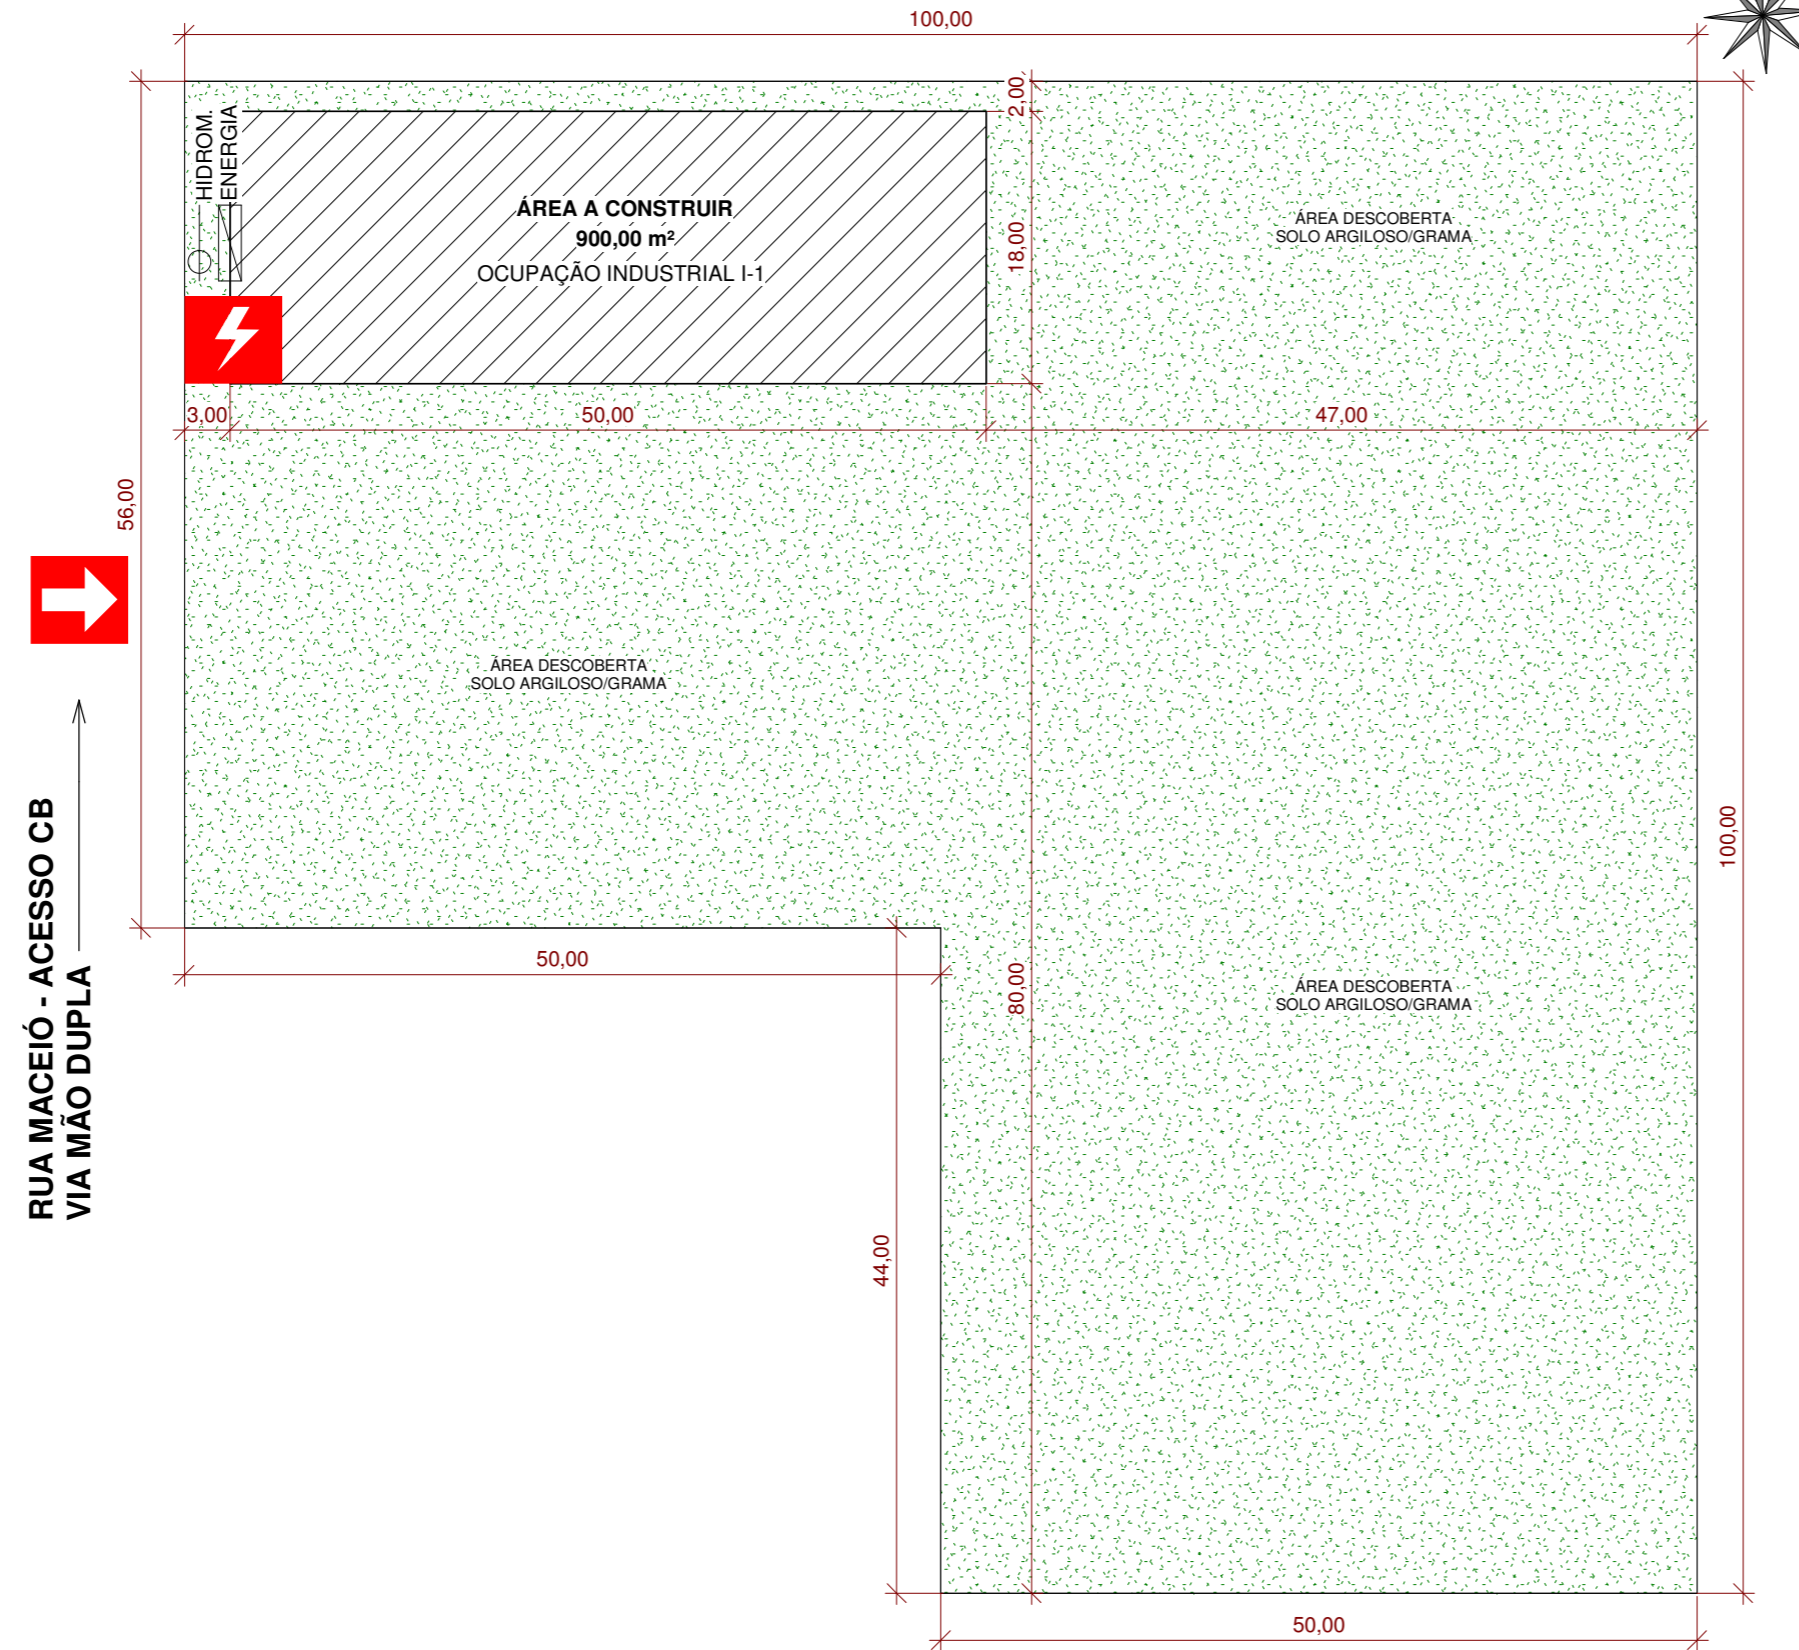 100,00
2,00
HIDROM.
ENERGIA
ÁREA A CONSTRUIR
900,00 m²
OCUPAÇÃO INDUSTRIAL I-1
18,00
ÁREA DESCOBERTA
SOLO ARGILOSO/GRAMA
3,00
50,00
47,00
56,00
ÁREA DESCOBERTA
SOLO ARGILOSO/GRAMA
100,00
RUA MACEIÓ - ACESSO CB
VIA MÃO DUPLA
50,00
80,00
ÁREA DESCOBERTA
SOLO ARGILOSO/GRAMA
44,00
50,00